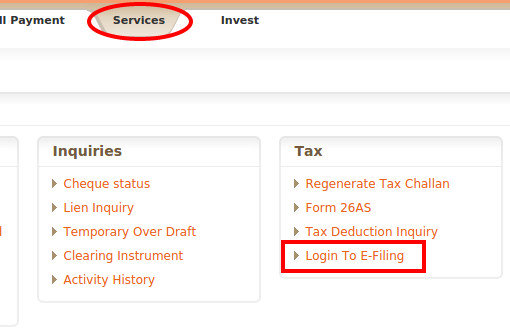 ll Payment Services Invest
Inquiries
Cheque status
Lien Inquiry
Temporary Over Draft
Clearing Instrument
Activity History
Tax
Regenerate Tax Challan
Form 26AS
Tax Deduction Inquiry
Login To E-Filing